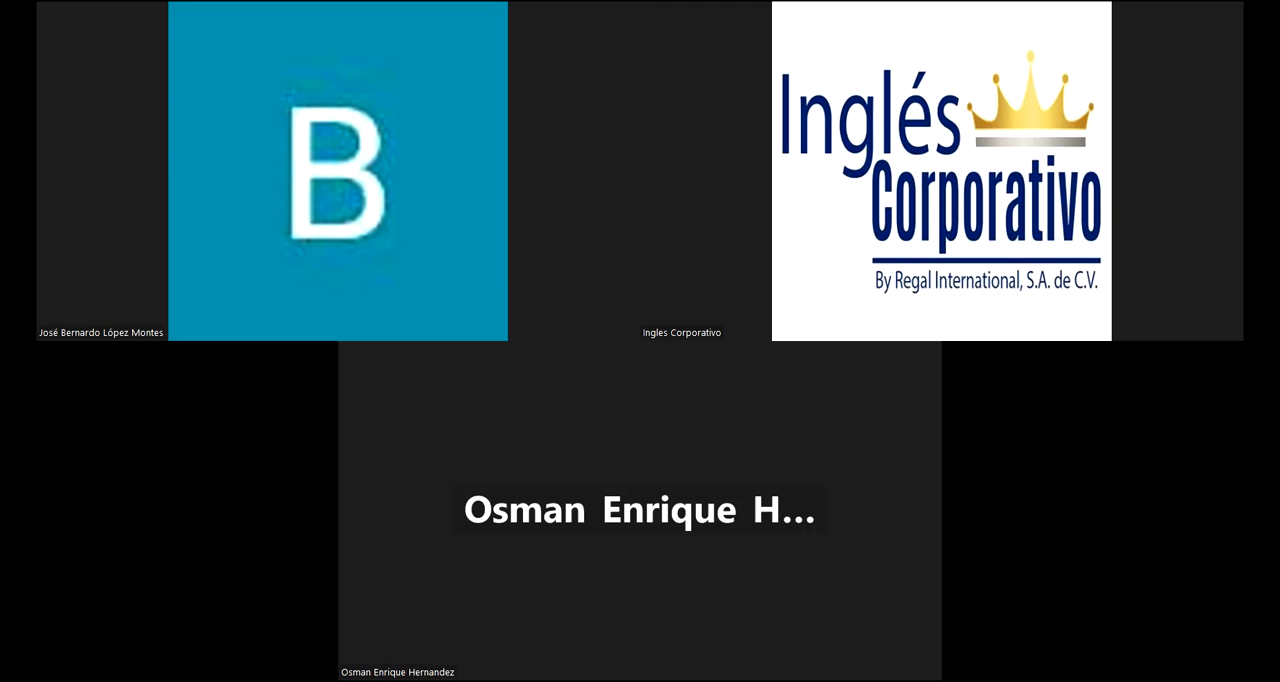 B
Inglés
Corporativo
By Regal International, S.A. de C.V.
José Bernardo López Montes
Ingles Corporativo
Osman Enrique H...
Osman Enrique Hernandez